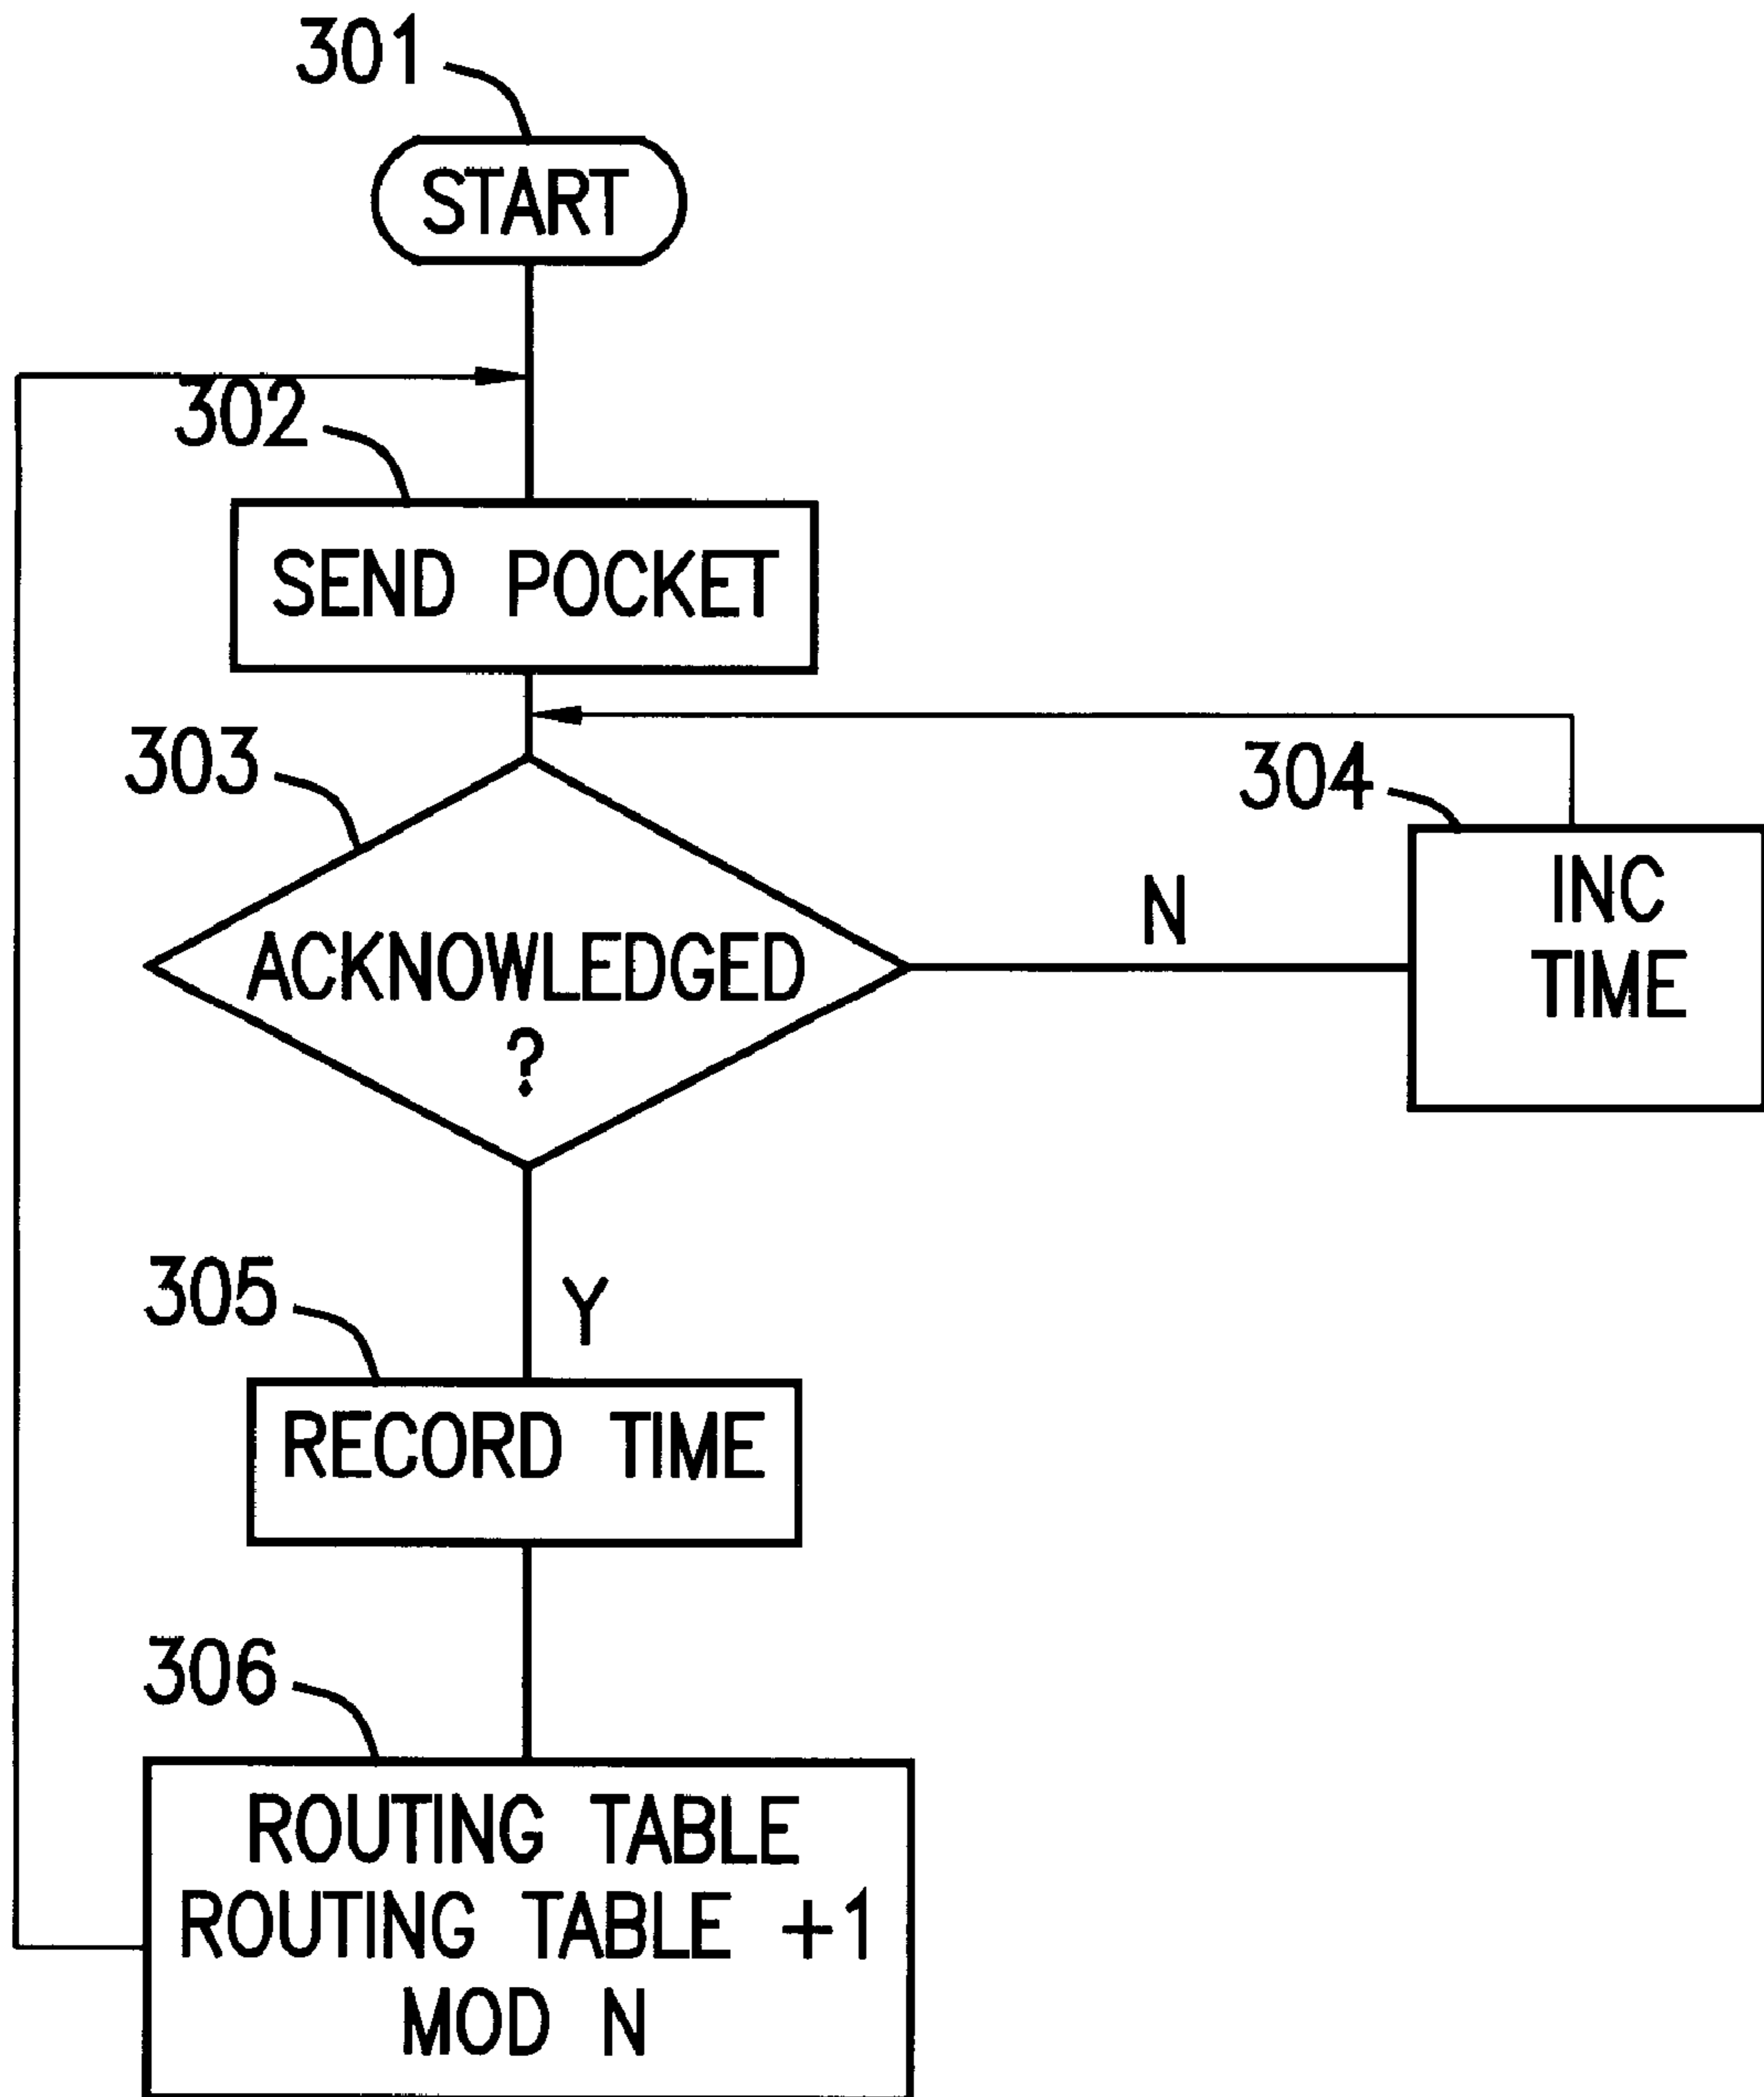 301
START
302
SEND POCKET
303
304
ACKNOWLEDGED
?
N
INC
TIME
305
Y
RECORD TIME
306
ROUTING TABLE
ROUTING TABLE +1
MOD N